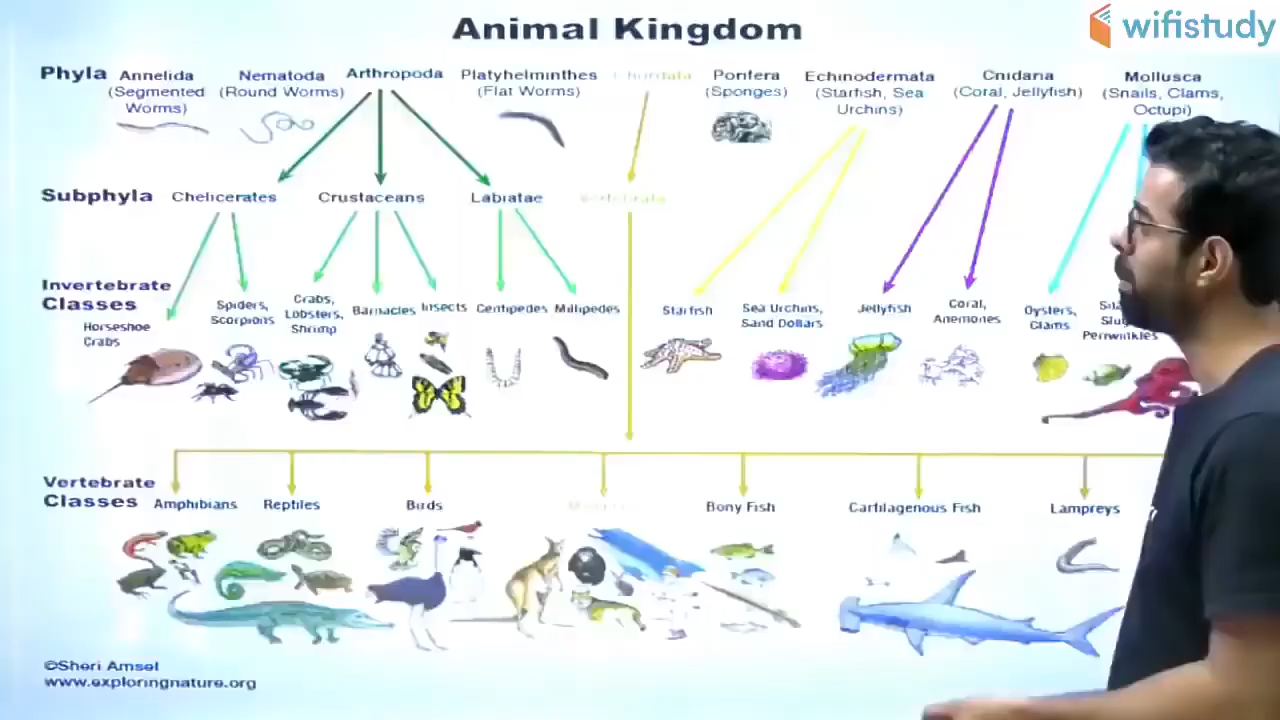 Animal Kingdom
wifistudy
Phyla
Annelida
(Segmented
Worms)
Nematoda
(Round Worms)
Arthropoda
Platyhelminthes
(Flat Worms)
Chordata
Porifera
(Sponges)
Echinodermata
(Starfish, Sea
Urchins)
Cnidaria
(Coral, Jellyfish)
Mollusca
(Snails, Clams,
Octupi)
Subphyla
Chelicerates
Crustaceans
Labiatae
Vertebrata
Invertebrate
Classes
Horseshoe
Crabs
Spiders,
Scorpions
Crabs,
Lobsters,
Shrimp
Barnacles
Insects
Centipedes
Millipedes
Starfish
Sea Urchins,
Sand Dollars
Jellyfish
Coral,
Anemones
Oysters,
Clams
Periwinkles
Vertebrate
Classes
Amphibians
Reptiles
Birds
Bony Fish
Cartilagenous Fish
Lampreys
©Sheri Amsel
www.exploringnature.org